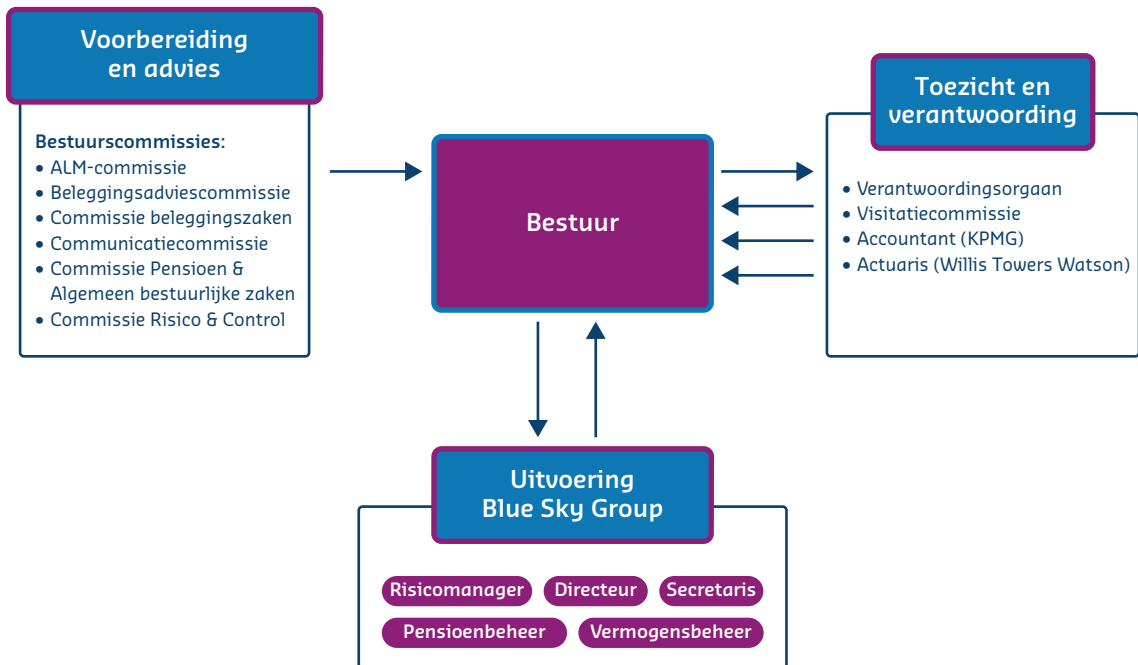 Voorbereiding
en advies
Bestuurscommissies:
• ALM-commissie
• Beleggingsadviescommissie
• Commissie beleggingszaken
• Communicatiecommissie
• Commissie Pensioen &
Algemeen bestuurlijke zaken
• Commissie Risico & Control
Bestuur
Toezicht en
verantwoording
• Verantwoordingsorgaan
• Visitatiecommissie
• Accountant (KPMG)
• Actuaris (Willis Towers Watson)
Uitvoering
Blue Sky Group
Risicomanager Directeur Secretaris
Pensioenbeheer Vermogensbeheer